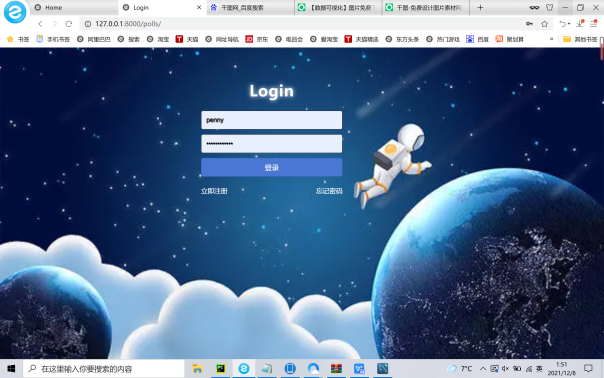 Home
Login
千图网_百度搜索
【数据可视化】图片免费下
千图-免费设计图片素材网
127.0.0.1:8000/polls/
书签 手机书签 阿里巴巴 搜索 淘宝 天猫 网址导航 京东 唯品会 爱淘宝 天猫精选 东方头条 热门游戏 百度 聚划算 » 其他书签
Login
penny
登录
立即注册 忘记密码
在这里输入你要搜索的内容
7°C 英
1:51
2021/12/8